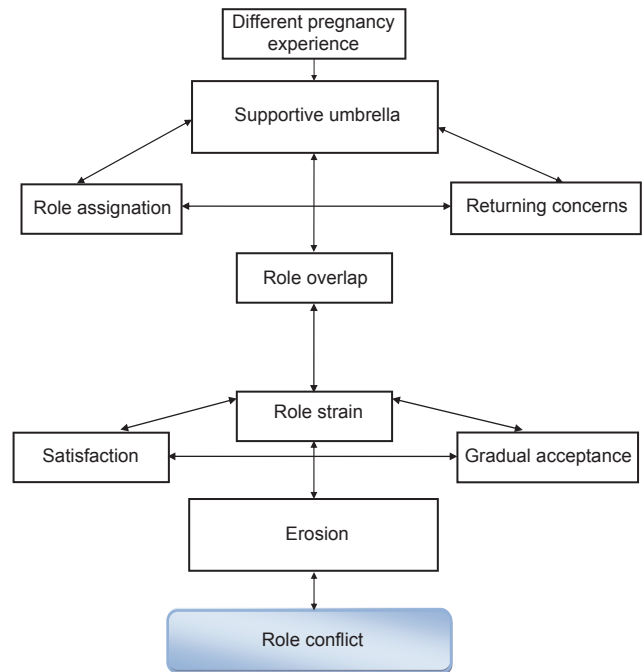 Different pregnancy
experience
Supportive umbrella
Role assignation
Returning concerns
Role overlap
Role strain
Satisfaction
Gradual acceptance
Erosion
Role conflict